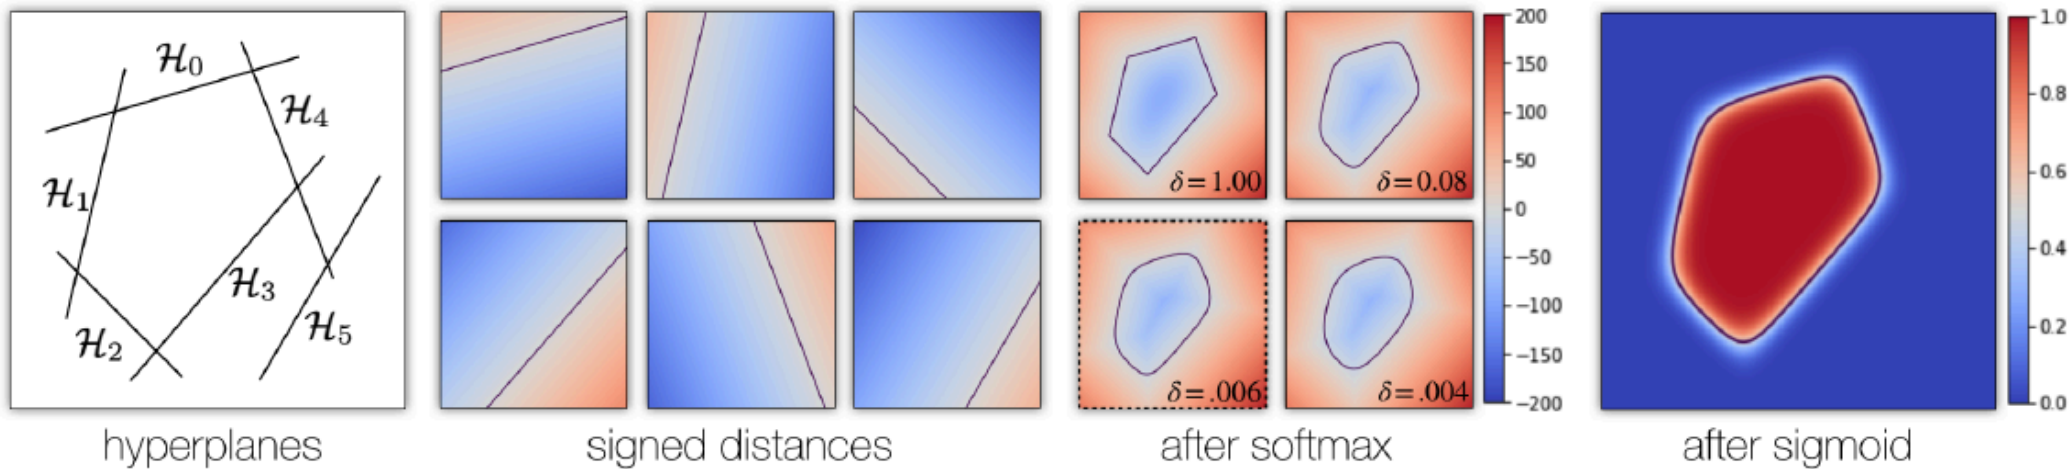 H₀
H₄
H₁
H₃
H₅
H₂
hyperplanes
signed distances
δ=1.00
δ=0.08
δ=.006
δ=.004
after softmax
200
150
100
50
0
−50
−100
−150
−200
after sigmoid
1.0
0.8
0.6
0.4
0.2
0.0